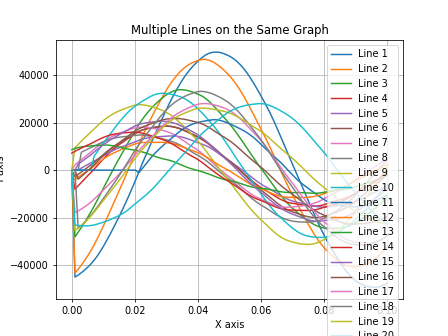 Multiple Lines on the Same Graph
40000
20000
0
−20000
−40000
axis
0.00
0.02
0.04
0.06
X axis
Line 1
Line 2
Line 3
Line 4
Line 5
Line 6
Line 7
Line 8
Line 9
Line 10
Line 11
Line 12
Line 13
Line 14
Line 15
Line 16
Line 17
Line 18
Line 19
Line 20